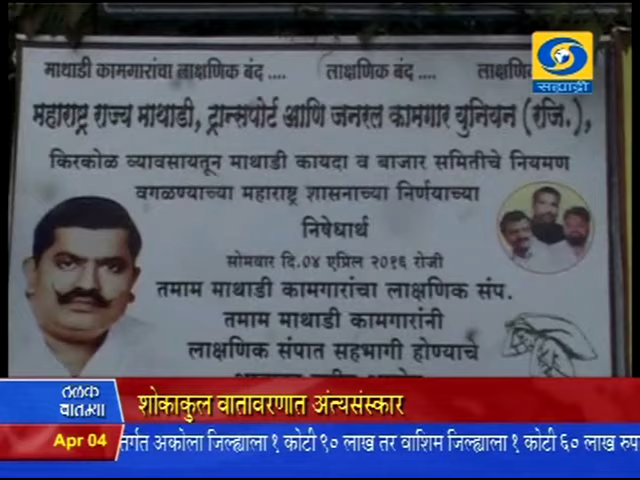 माथाडी कामगारांचा लाक्षणिक बंद .... लाक्षणिक बंद .... लाक्षणि
सह्याद्री
महाराष्ट्र राज्य माथाडी, ट्रान्सपोर्ट आणि जनरल कामगार युनियन (रजि.),
किरकोळ व्यावसायतून माथाडी कायदा व बाजार समितीचे नियमण
वगळण्याच्या महाराष्ट्र शासनाच्या निर्णयाच्या
निषेधार्थ
सोमवार दि.०४ एप्रिल २०१६ रोजी
तमाम माथाडी कामगारांचा लाक्षणिक संप.
तमाम माथाडी कामगारांनी
लाक्षणिक संपात सहभागी होण्याचे
ठळक
बातम्या
शोकाकुल वातावरणात अंत्यसंस्कार
Apr 04
तर्गत अकोला जिल्ह्याला १ कोटी ९० लाख तर वाशिम जिल्ह्याला १ कोटी ६० लाख रुप